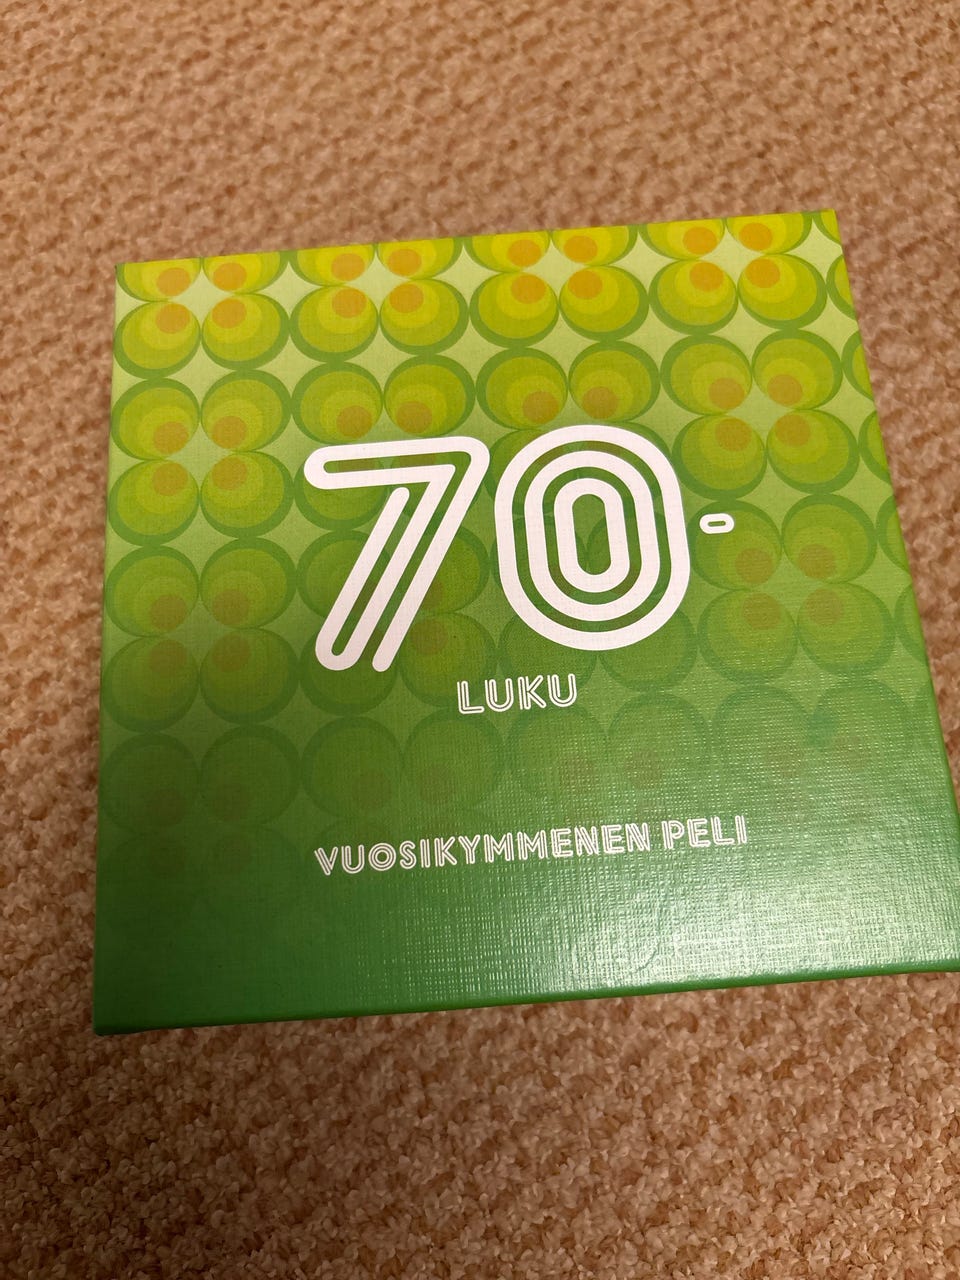 70-
LUKU
VUOSIKYMMENEN PELI